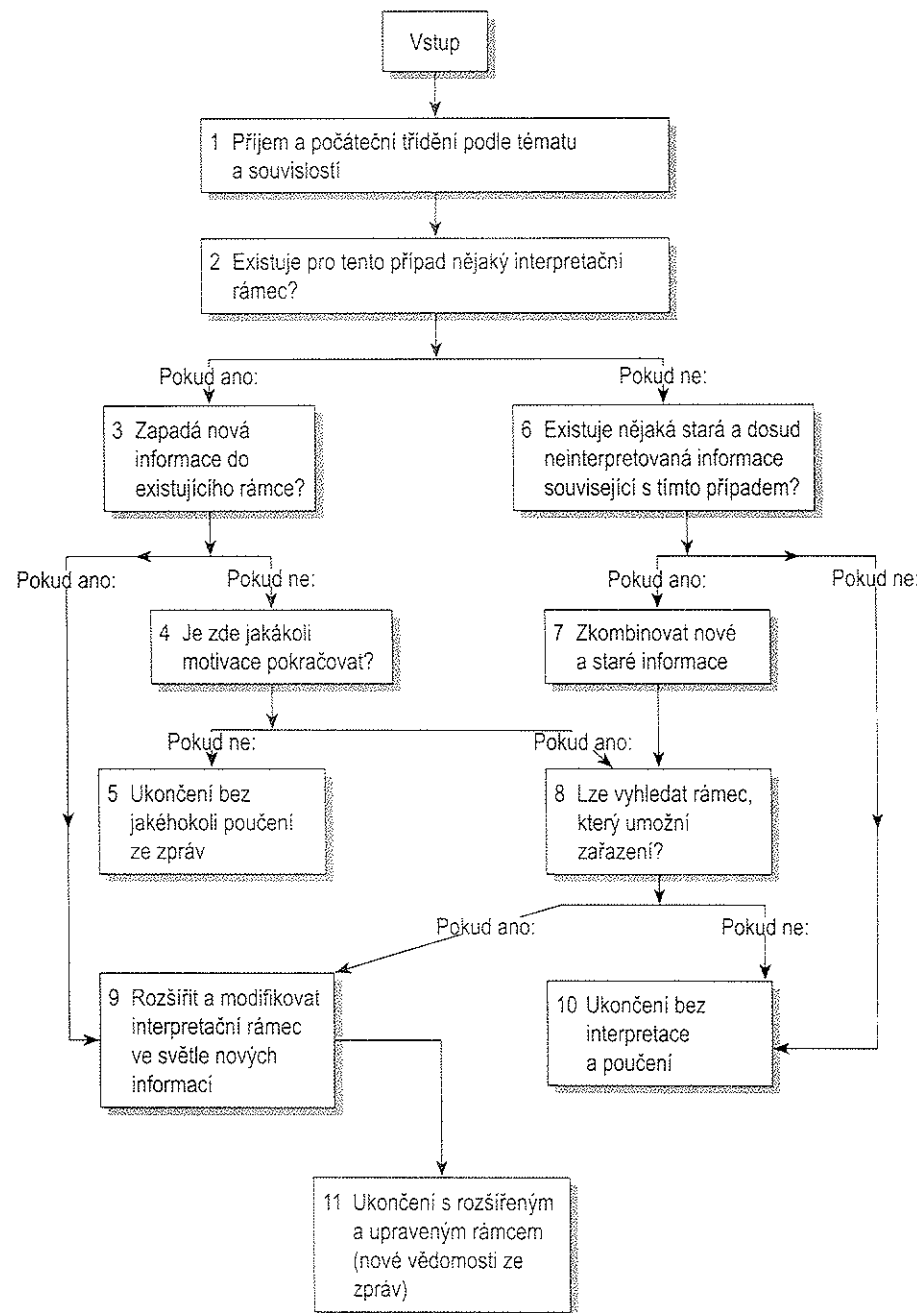 Vstup
1 Příjem a počáteční třídění podle tématu
a souvislostí
2 Existuje pro tento případ nějaký interpretační
rámec?
Pokud ano:
Pokud ne:
3 Zapadá nová
informace do
existujícího rámce?
6 Existuje nějaká stará a dosud
neinterpretovaná informace
související s tímto případem?
Pokud ano:
Pokud ne:
Pokud ano:
Pokud ne:
4 Je zde jakákoli
motivace pokračovat?
7 Zkombinovat nové
a staré informace
Pokud ne:
Pokud ano:
5 Ukončení bez
jakéhokoli poučení
ze zpráv
8 Lze vyhledat rámec,
který umožní
zařazení?
Pokud ano:
Pokud ne:
9 Rozšířit a modifikovat
interpretační rámec
ve světle nových
informací
10 Ukončení bez
interpretace
a poučení
11 Ukončení s rozšířeným
a upraveným rámcem
(nové vědomosti ze
zpráv)